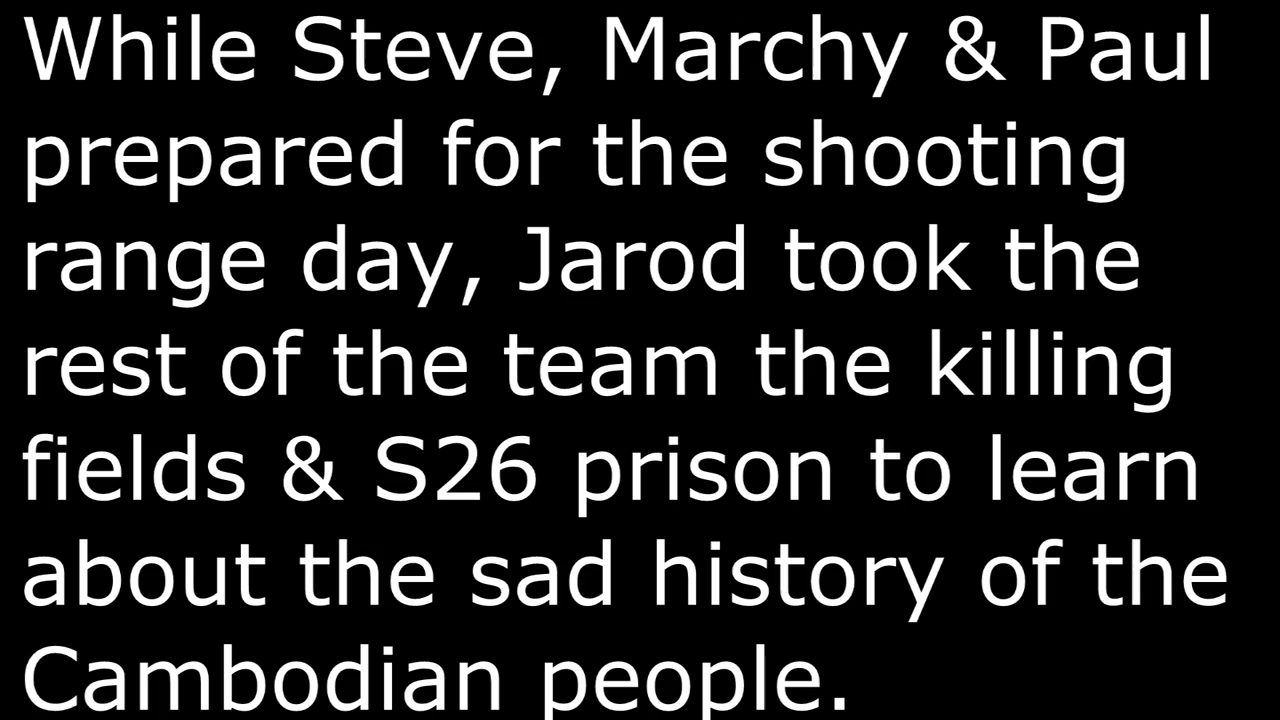 While Steve, Marchy & Paul
prepared for the shooting
range day, Jarod took the
rest of the team the killing
fields & S26 prison to learn
about the sad history of the
Cambodian people.